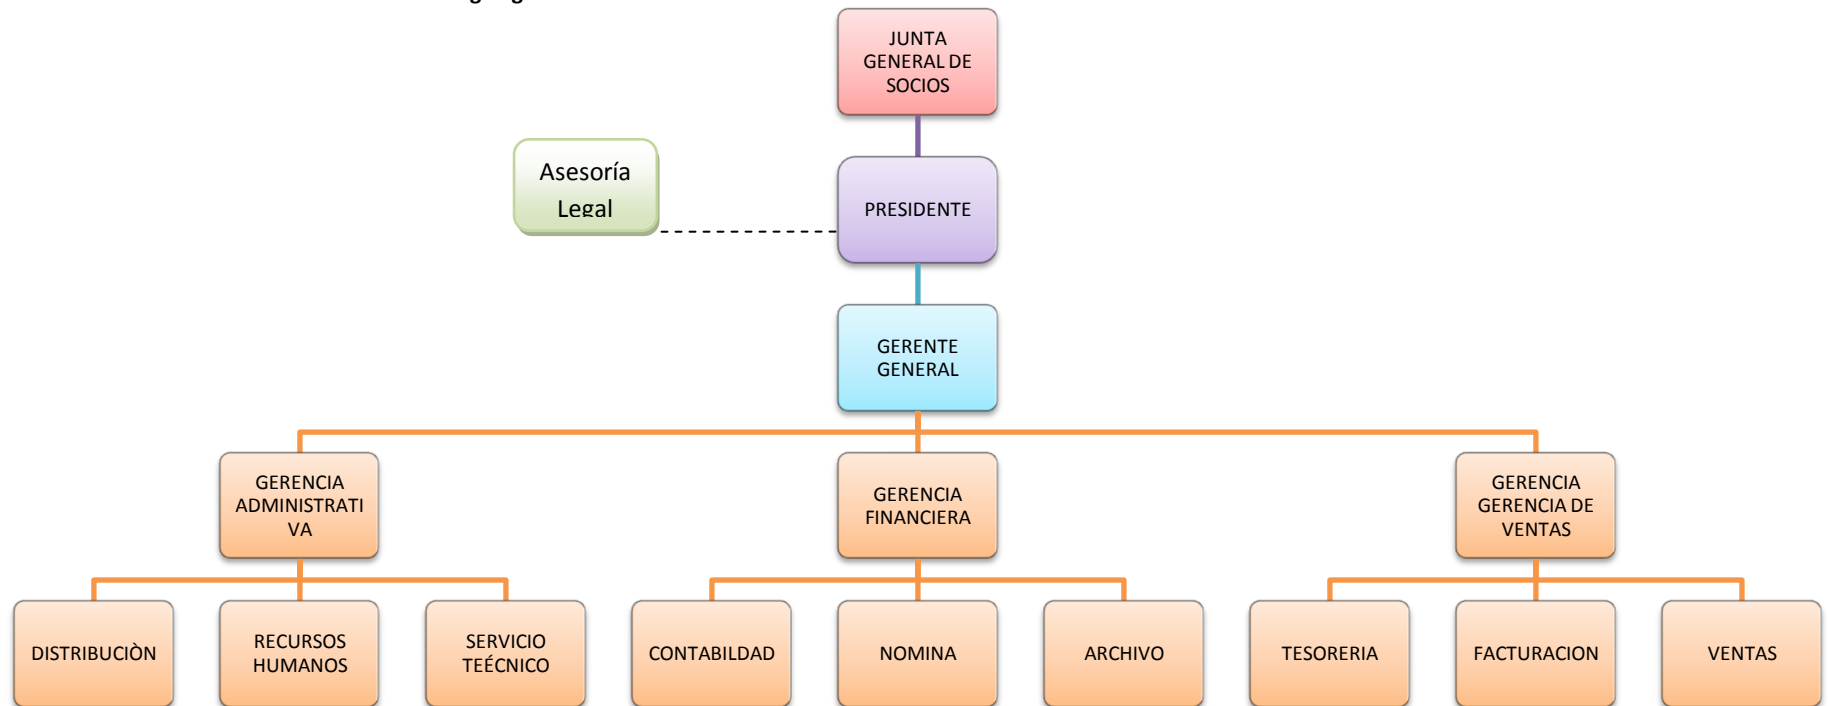 JUNTA
GENERAL DE
SOCIOS
Asesoría
Legal
PRESIDENTE
GERENTE
GENERAL
GERENCIA
ADMINISTRATI
VA
GERENCIA
FINANCIERA
GERENCIA
GERENCIA DE
VENTAS
DISTRIBUCIÒN
RECURSOS
HUMANOS
SERVICIO
TEÉCNICO
CONTABILDAD
NOMINA
ARCHIVO
TESORERIA
FACTURACION
VENTAS